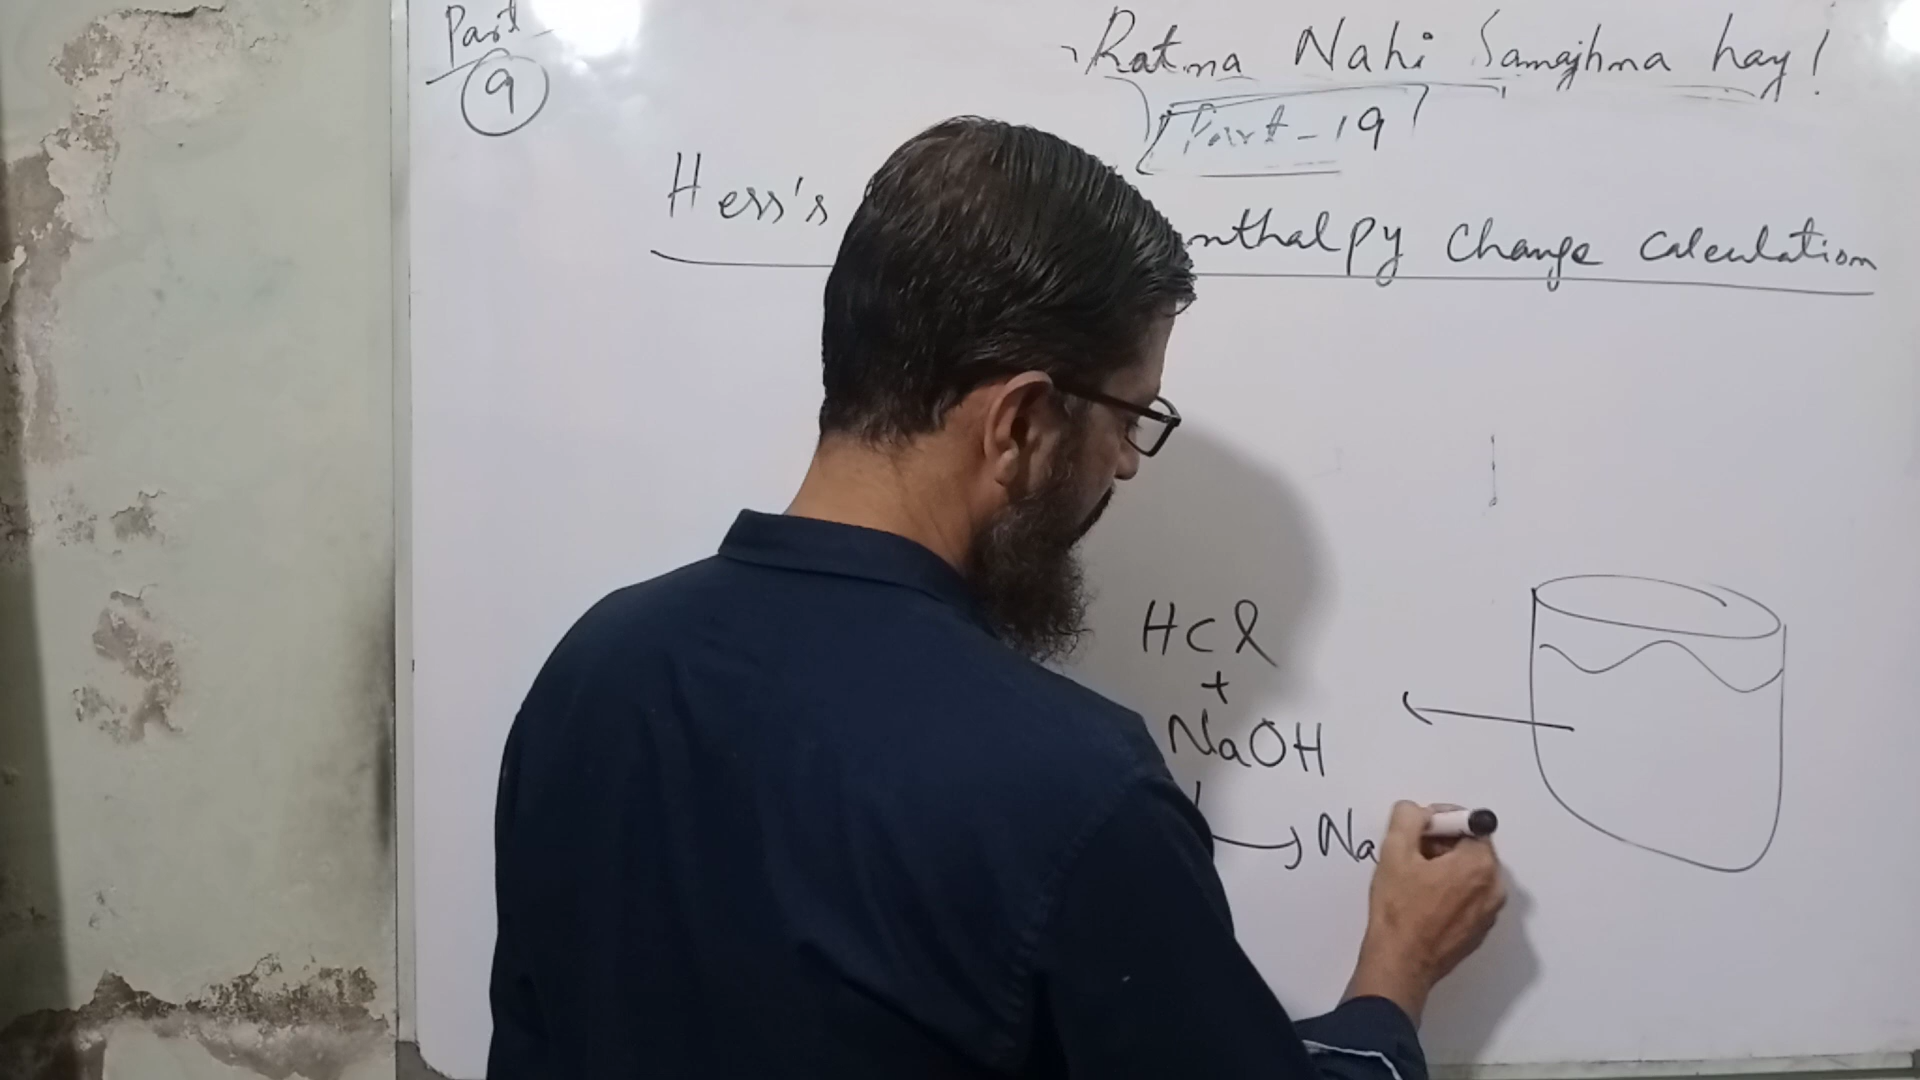 Part
9
Ratna Nahi Samajhna hay!
Part-19
Hess's nthalpy Change Calculation
HCl
+
NaOH
→ Na